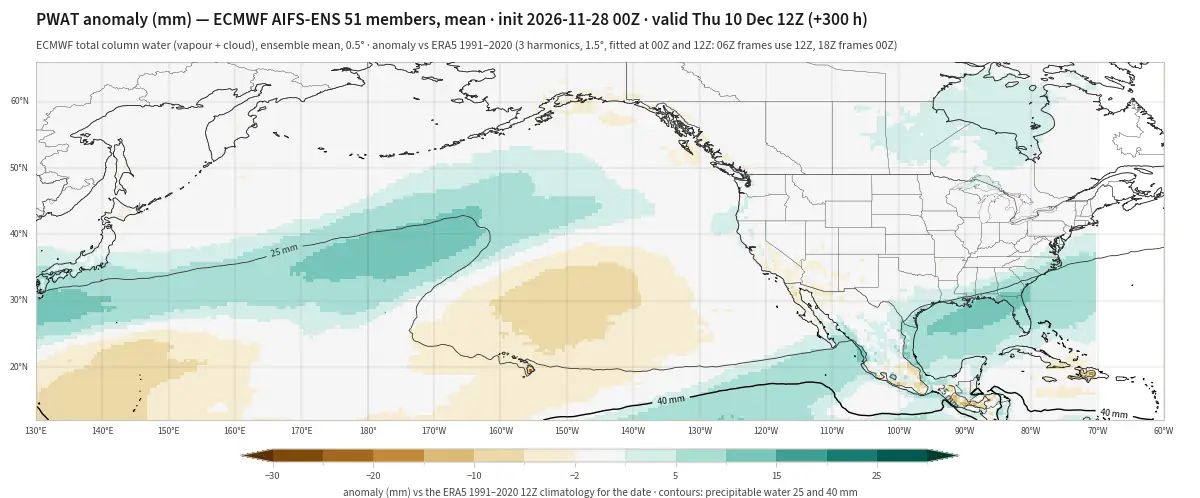 PWAT anomaly (mm) — ECMWF AIFS-ENS 51 members, mean · init 2026-11-28 00Z · valid Thu 10 Dec 12Z (+300 h)
ECMWF total column water (vapour + cloud), ensemble mean, 0.5° · anomaly vs ERA5 1991–2020 (3 harmonics, 1.5°, fitted at 00Z and 12Z: 06Z frames use 12Z, 18Z frames 00Z)
60°N
50°N
40°N
25 mm
30°N
20°N
40 mm
40 mm
130°E 140°E 150°E 160°E 170°E 180° 170°W 160°W 150°W 140°W 130°W 120°W 110°W 100°W 90°W 80°W 70°W 60°W
−30 −20 −10 −2 5 15 25
anomaly (mm) vs the ERA5 1991–2020 12Z climatology for the date · contours: precipitable water 25 and 40 mm